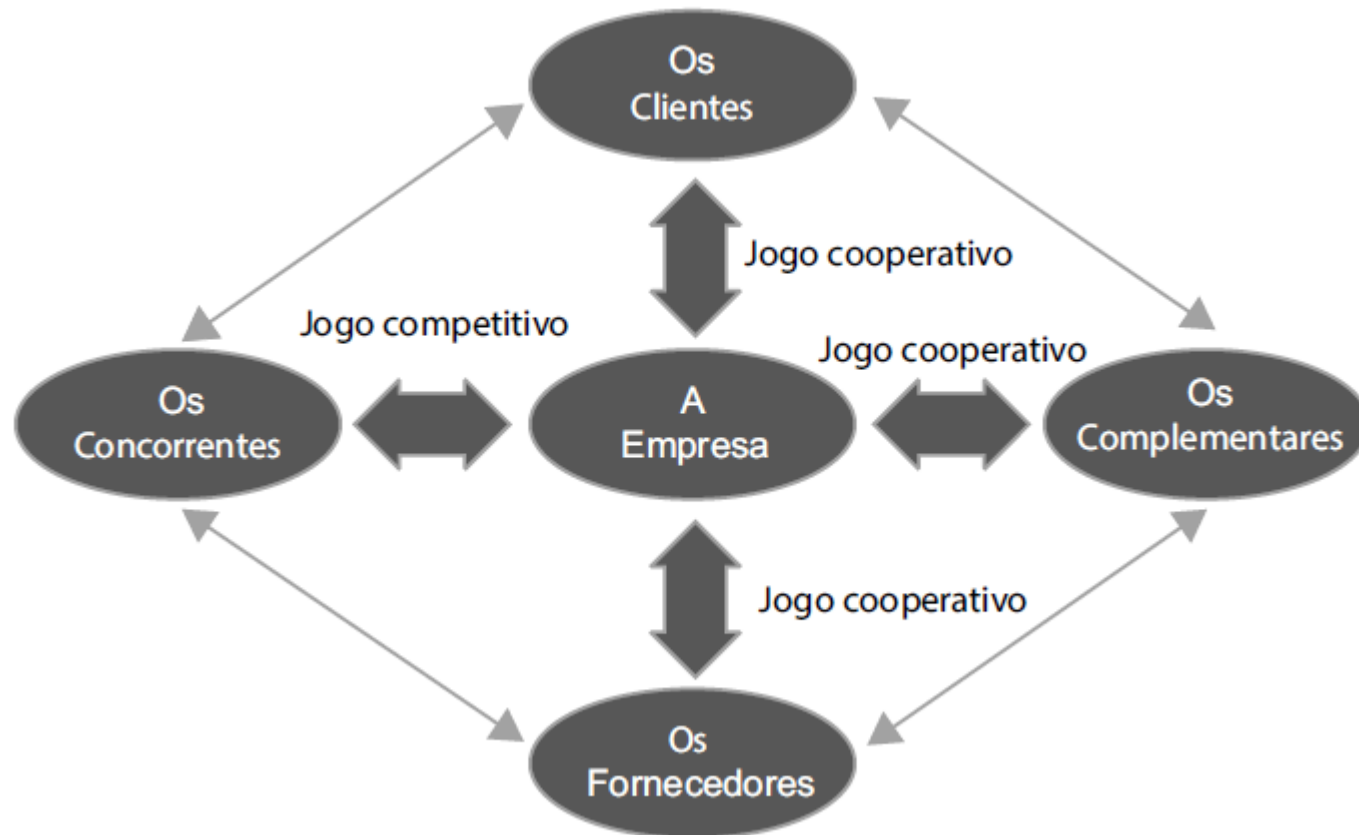 Os
Clientes
Jogo cooperativo
Jogo competitivo
Jogo cooperativo
Os
Concorrentes
A
Empresa
Os
Complementares
Jogo cooperativo
Os
Fornecedores